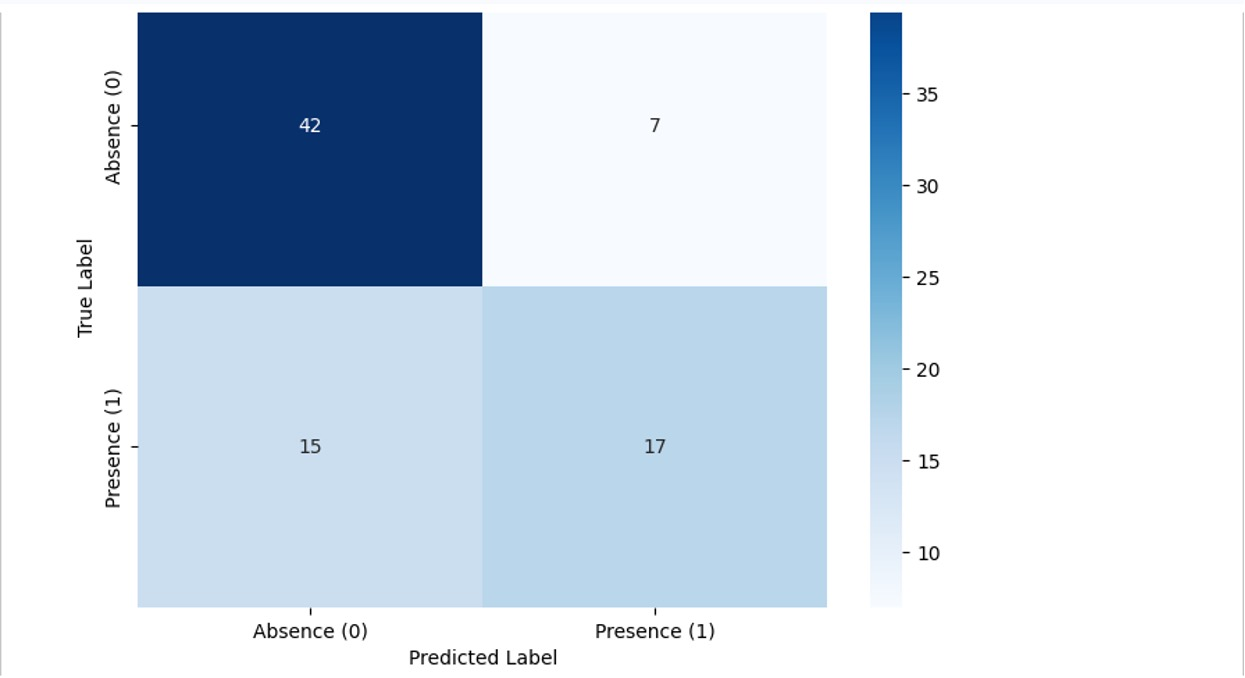 Absence (0)
42
7
True Label
Presence (1)
15
17
Absence (0)
Presence (1)
Predicted Label
35
30
25
20
15
10